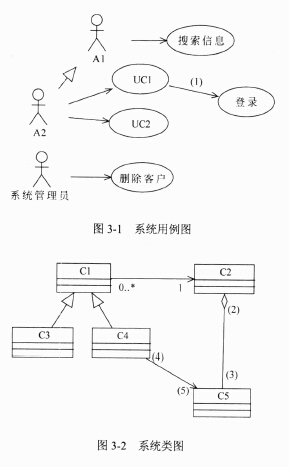 A1
搜索信息
UC1
(1)
登录
A2
UC2
系统管理员
删除客户
图 3-1 系统用例图
C1
C2
0..*
1
(2)
C3
C4
(4)
(3)
(5)
C5
图 3-2 系统类图